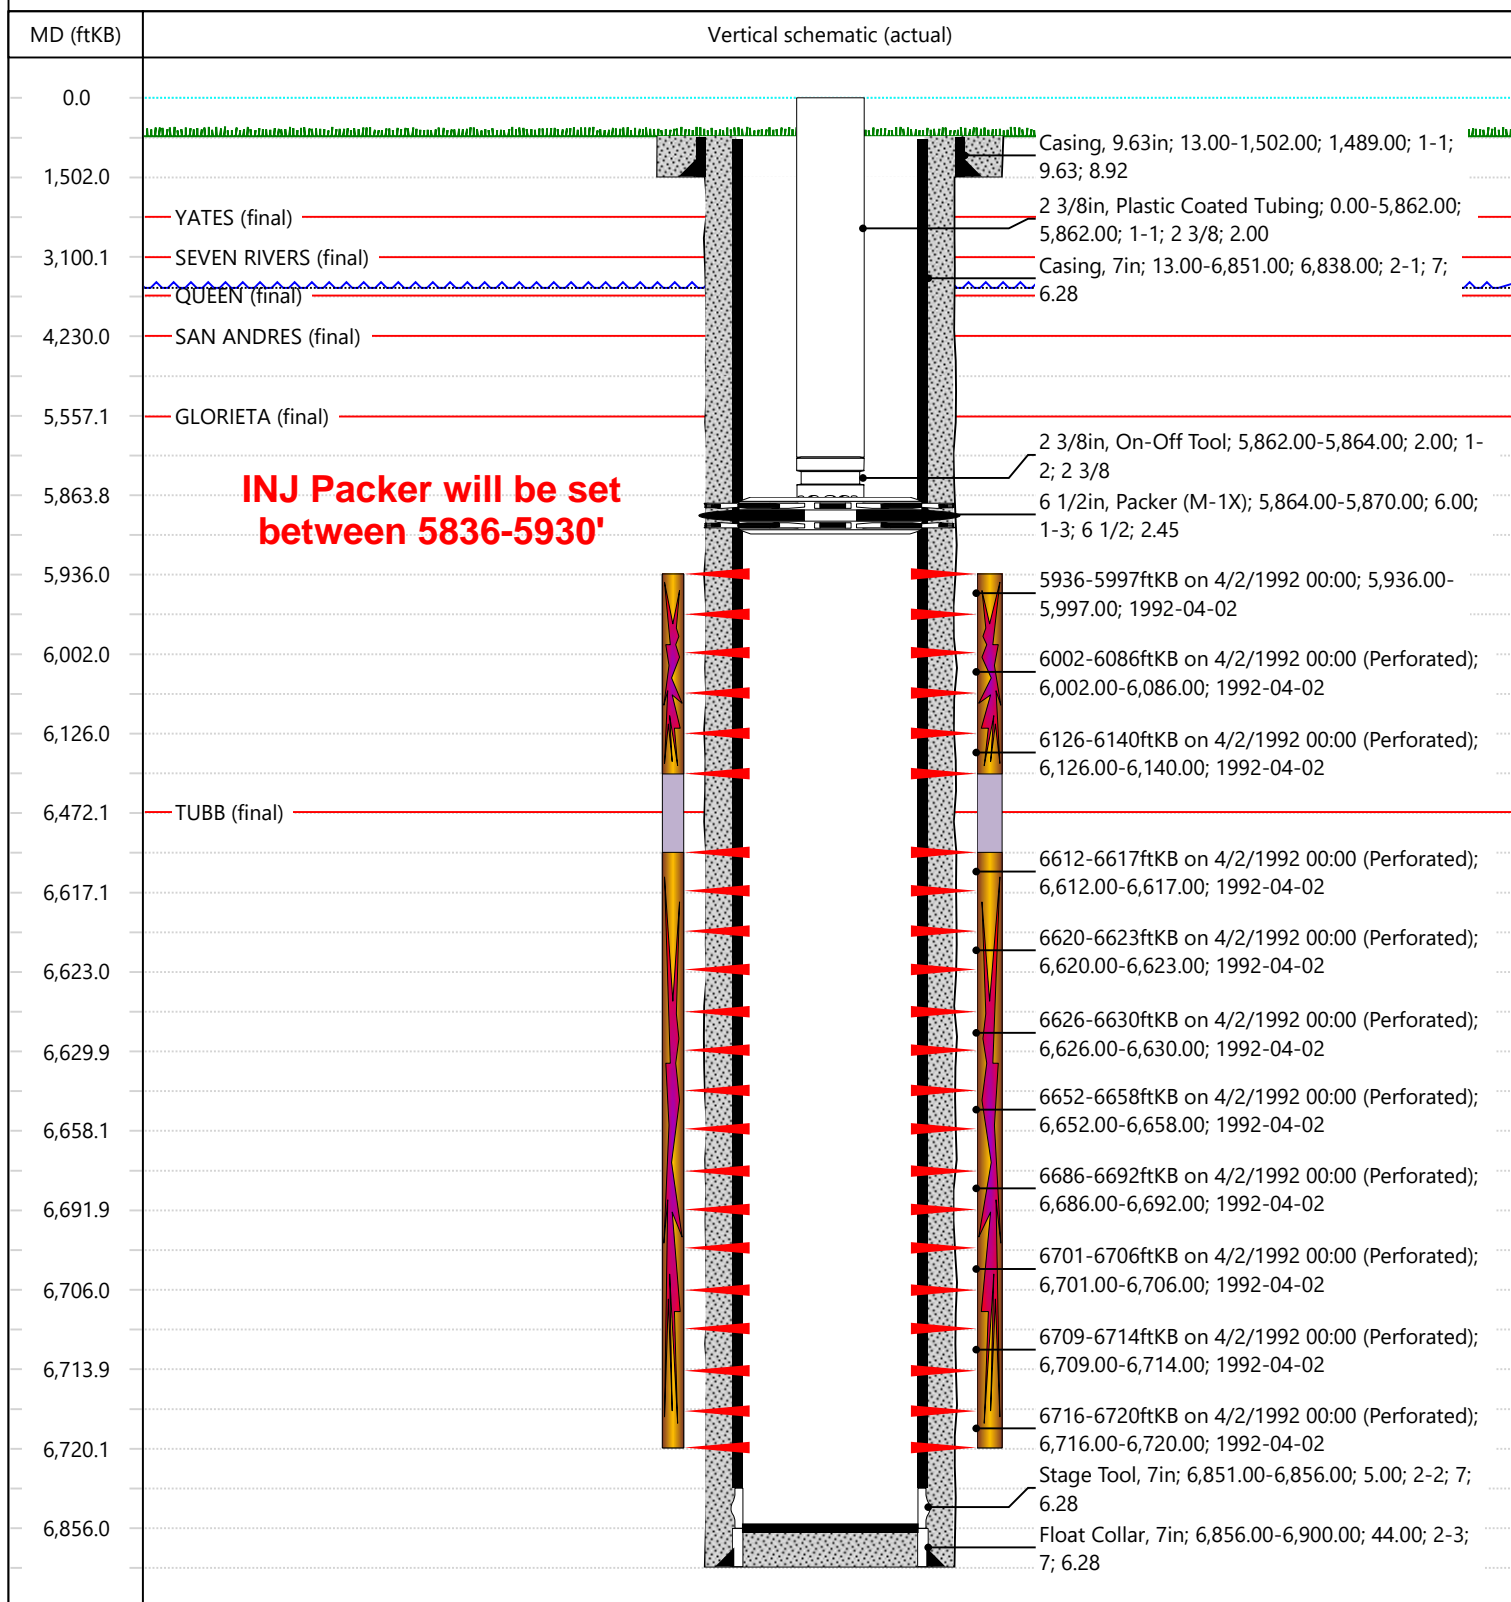 MD (ftKB)
Vertical schematic (actual)
0.0
Casing, 9.63in; 13.00-1,502.00; 1,489.00; 1-1;
9.63; 8.92
1,502.0
2 3/8in, Plastic Coated Tubing; 0.00-5,862.00;
5,862.00; 1-1; 2 3/8; 2.00
YATES (final)
3,100.1
SEVEN RIVERS (final)
Casing, 7in; 13.00-6,851.00; 6,838.00; 2-1; 7;
6.28
QUEEN (final)
4,230.0
SAN ANDRES (final)
5,557.1
GLORIETA (final)
2 3/8in, On-Off Tool; 5,862.00-5,864.00; 2.00; 1-
2; 2 3/8
INJ Packer will be set
between 5836-5930'
5,863.8
6 1/2in, Packer (M-1X); 5,864.00-5,870.00; 6.00;
1-3; 6 1/2; 2.45
5,936.0
5936-5997ftKB on 4/2/1992 00:00; 5,936.00-
5,997.00; 1992-04-02
6,002.0
6002-6086ftKB on 4/2/1992 00:00 (Perforated);
6,002.00-6,086.00; 1992-04-02
6,126.0
6126-6140ftKB on 4/2/1992 00:00 (Perforated);
6,126.00-6,140.00; 1992-04-02
6,472.1
TUBB (final)
6612-6617ftKB on 4/2/1992 00:00 (Perforated);
6,612.00-6,617.00; 1992-04-02
6,617.1
6620-6623ftKB on 4/2/1992 00:00 (Perforated);
6,620.00-6,623.00; 1992-04-02
6,623.0
6626-6630ftKB on 4/2/1992 00:00 (Perforated);
6,626.00-6,630.00; 1992-04-02
6,629.9
6652-6658ftKB on 4/2/1992 00:00 (Perforated);
6,652.00-6,658.00; 1992-04-02
6,658.1
6686-6692ftKB on 4/2/1992 00:00 (Perforated);
6,686.00-6,692.00; 1992-04-02
6,691.9
6701-6706ftKB on 4/2/1992 00:00 (Perforated);
6,701.00-6,706.00; 1992-04-02
6,706.0
6709-6714ftKB on 4/2/1992 00:00 (Perforated);
6,709.00-6,714.00; 1992-04-02
6,713.9
6716-6720ftKB on 4/2/1992 00:00 (Perforated);
6,716.00-6,720.00; 1992-04-02
6,720.1
Stage Tool, 7in; 6,851.00-6,856.00; 5.00; 2-2; 7;
6.28
6,856.0
Float Collar, 7in; 6,856.00-6,900.00; 44.00; 2-3;
7; 6.28